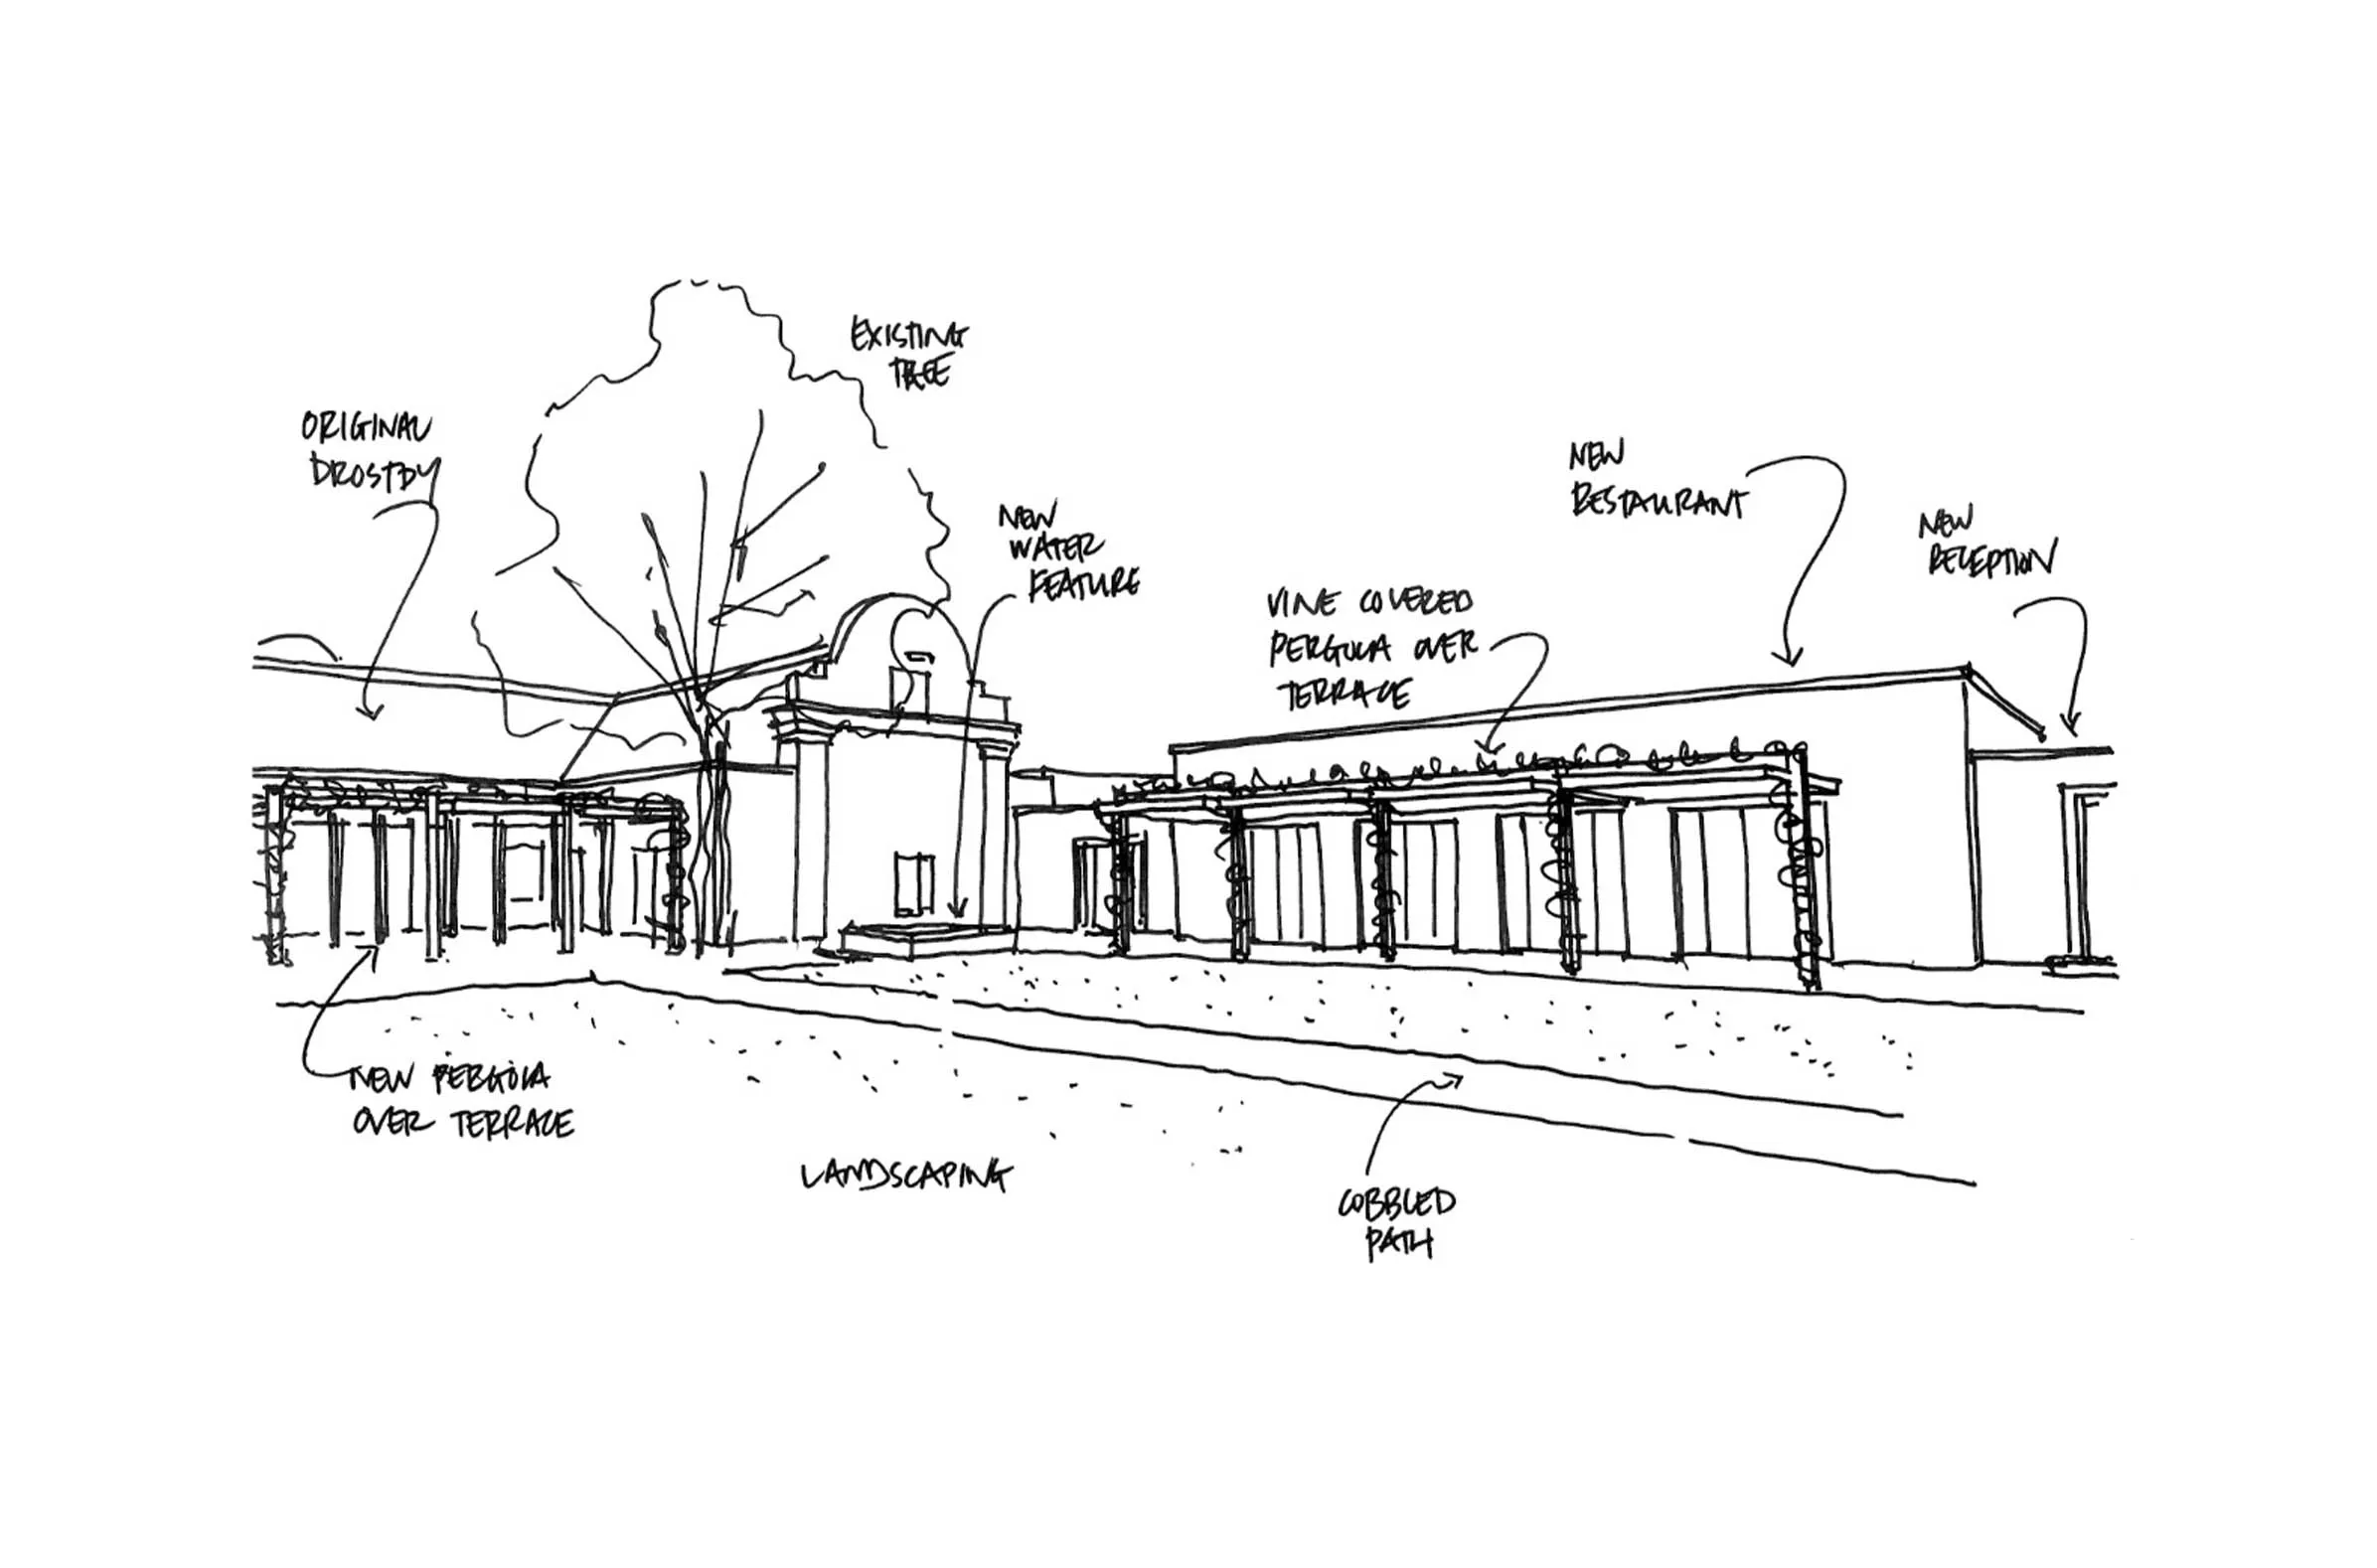 EXISTING
TREE
ORIGINAL
DROSTDY
NEW
WATER
FEATURE
NEW
RESTAURANT
NEW
RECEPTION
VINE COVERED
PERGOLA OVER
TERRACE
NEW PERGOLA
OVER TERRACE
LANDSCAPING
COBBLED
PATH